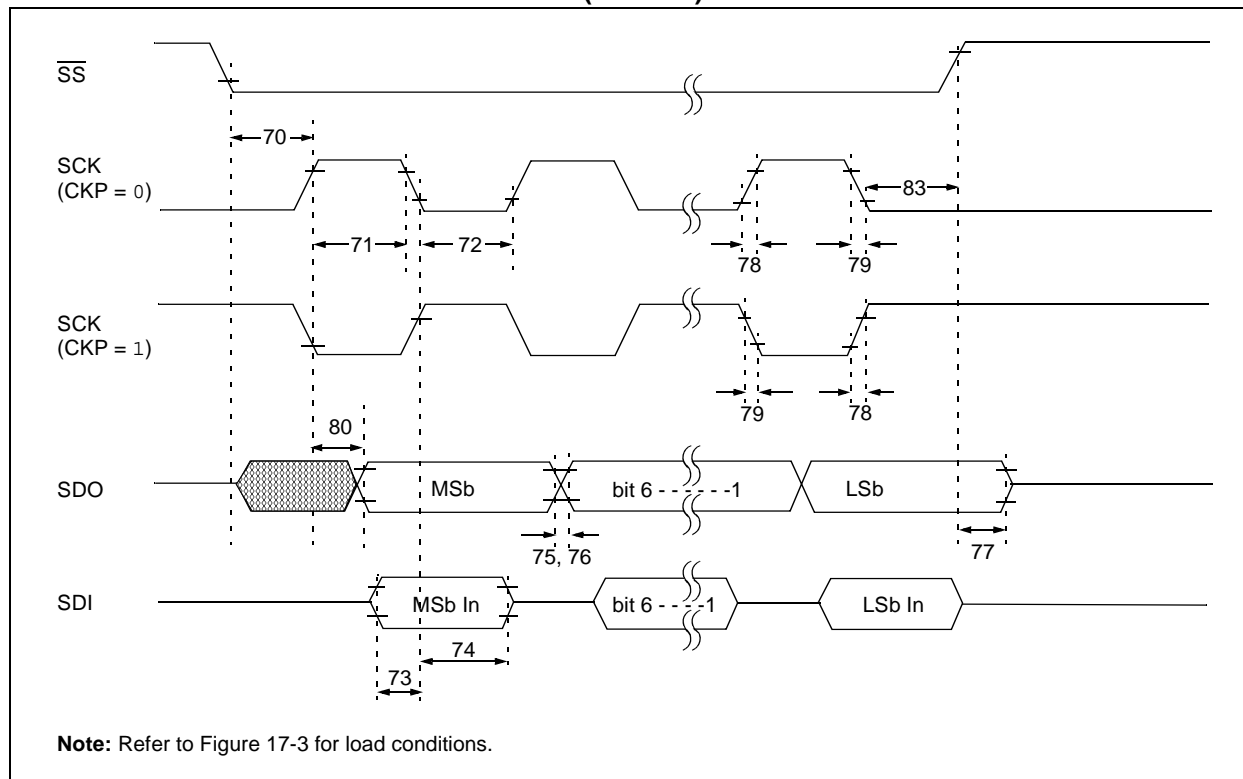 SS
70
SCK
(CKP = 0)
83
71
72
78
79
SCK
(CKP = 1)
79
78
80
SDO
MSb
bit 6 - - - - - -1
LSb
75, 76
77
SDI
MSb In
bit 6 - - - - -1
LSb In
74
73
Note: Refer to Figure 17-3 for load conditions.